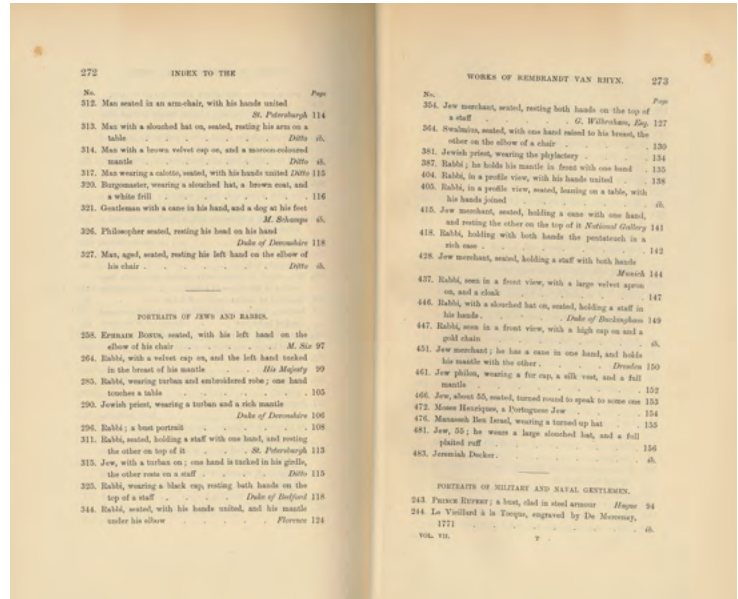 272
INDEX TO THE
No.
Page
312. Man seated in an arm-chair, with his hands united
St. Petersburgh 114
313. Man with a slouched hat on, seated, resting his arm on a
table . . . . . . Ditto ib.
314. Man with a brown velvet cap on, and a maroon-coloured
mantle . . . . . . Ditto ib.
317. Man wearing a calotte, seated, with his hands united Ditto 115
320. Burgomaster, wearing a slouched hat, a brown coat, and
a white frill . . . . . . 116
321. Gentleman with a cane in his hand, and a dog at his feet
M. Schamps ib.
326. Philosopher seated, resting his head on his hand
Duke of Devonshire 118
327. Man, aged, seated, resting his left hand on the elbow of
his chair . . . . . . Ditto ib.
PORTRAITS OF JEWS AND RABBIS.
258. EPHRAIM BONUS, seated, with his left hand on the
elbow of his chair . . . . M. Six 97
264. Rabbi, with a velvet cap on, and the left hand tucked
in the breast of his mantle . . His Majesty 99
285. Rabbi, wearing turban and embroidered robe; one hand
touches a table . . . . . . 105
290. Jewish priest, wearing a turban and a rich mantle
Duke of Devonshire 106
296. Rabbi; a bust portrait . . . . . 108
311. Rabbi, seated, holding a staff with one hand, and resting
the other on top of it . . . St. Petersburgh 113
315. Jew, with a turban on; one hand is tucked in his girdle,
the other rests on a staff . . . Ditto 115
325. Rabbi, wearing a black cap, resting both hands on the
top of a staff . . . . Duke of Bedford 118
344. Rabbi, seated, with his hands united, and his mantle
under his elbow . . . . . Florence 124
WORKS OF REMBRANDT VAN RHYN.
273
No.
Page
354. Jew merchant, seated, resting both hands on the top of
a staff . . . . . G. Wilbraham, Esq. 127
364. Swalmius, seated, with one hand raised to his breast, the
other on the elbow of a chair . . . . 130
381. Jewish priest, wearing the phylactery . . . 134
387. Rabbi; he holds his mantle in front with one hand . 135
404. Rabbi, in a profile view, with his hands united . . 138
405. Rabbi, in a profile view, seated, leaning on a table, with
his hands joined . . . . . . ib.
415. Jew merchant, seated, holding a cane with one hand,
and resting the other on the top of it National Gallery 141
418. Rabbi, holding with both hands the pentateuch in a
rich case . . . . . . . 142
428. Jew merchant, seated, holding a staff with both hands
Munich 144
437. Rabbi, seen in a front view, with a large velvet apron
on, and a cloak . . . . . . 147
446. Rabbi, with a slouched hat on, seated, holding a staff in
his hands . . . . Duke of Buckingham 149
447. Rabbi, seen in a front view, with a high cap on and a
gold chain . . . . . . . ib.
451. Jew merchant; he has a cane in one hand, and holds
his mantle with the other . . . Dresden 150
461. Jew philos, wearing a fur cap, a silk vest, and a full
mantle . . . . . . . 152
466. Jew, about 55, seated, turned round to speak to some one 153
472. Moses Henriques, a Portugese Jew . . . 154
476. Manasseh Ben Israel, wearing a turned up hat . 155
481. Jew, 55; he wears a large slouched hat, and a full
plaited ruff . . . . . . . 156
483. Jeremiah Decker. . . . . . . ib.
PORTRAITS OF MILITARY AND NAVAL GENTLEMEN.
243. PRINCE RUPERT; a bust, clad in steel armour Hague 94
244. Le Vieillard à la Tocque, engraved by De Marcenay,
1771 . . . . . . . ib.
VOL. VII.
T